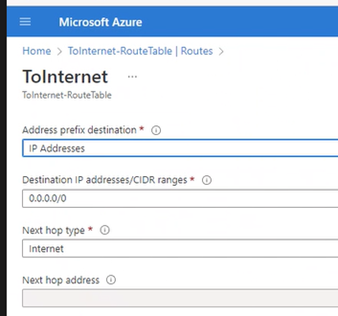 Microsoft Azure
Home > ToInternet-RouteTable | Routes >
ToInternet ...
ToInternet-RouteTable
Address prefix destination *
IP Addresses
Destination IP addresses/CIDR ranges *
0.0.0.0/0
Next hop type *
Internet
Next hop address